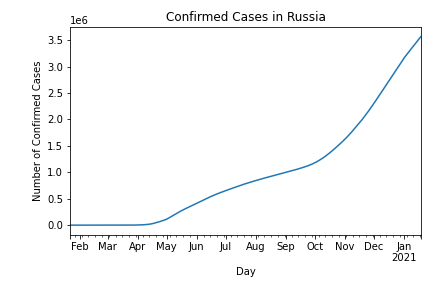 Confirmed Cases in Russia
1e6
3.5
3.0
2.5
2.0
1.5
1.0
0.5
0.0
Number of Confirmed Cases
Feb Mar Apr May Jun Jul Aug Sep Oct Nov Dec Jan
2021
Day